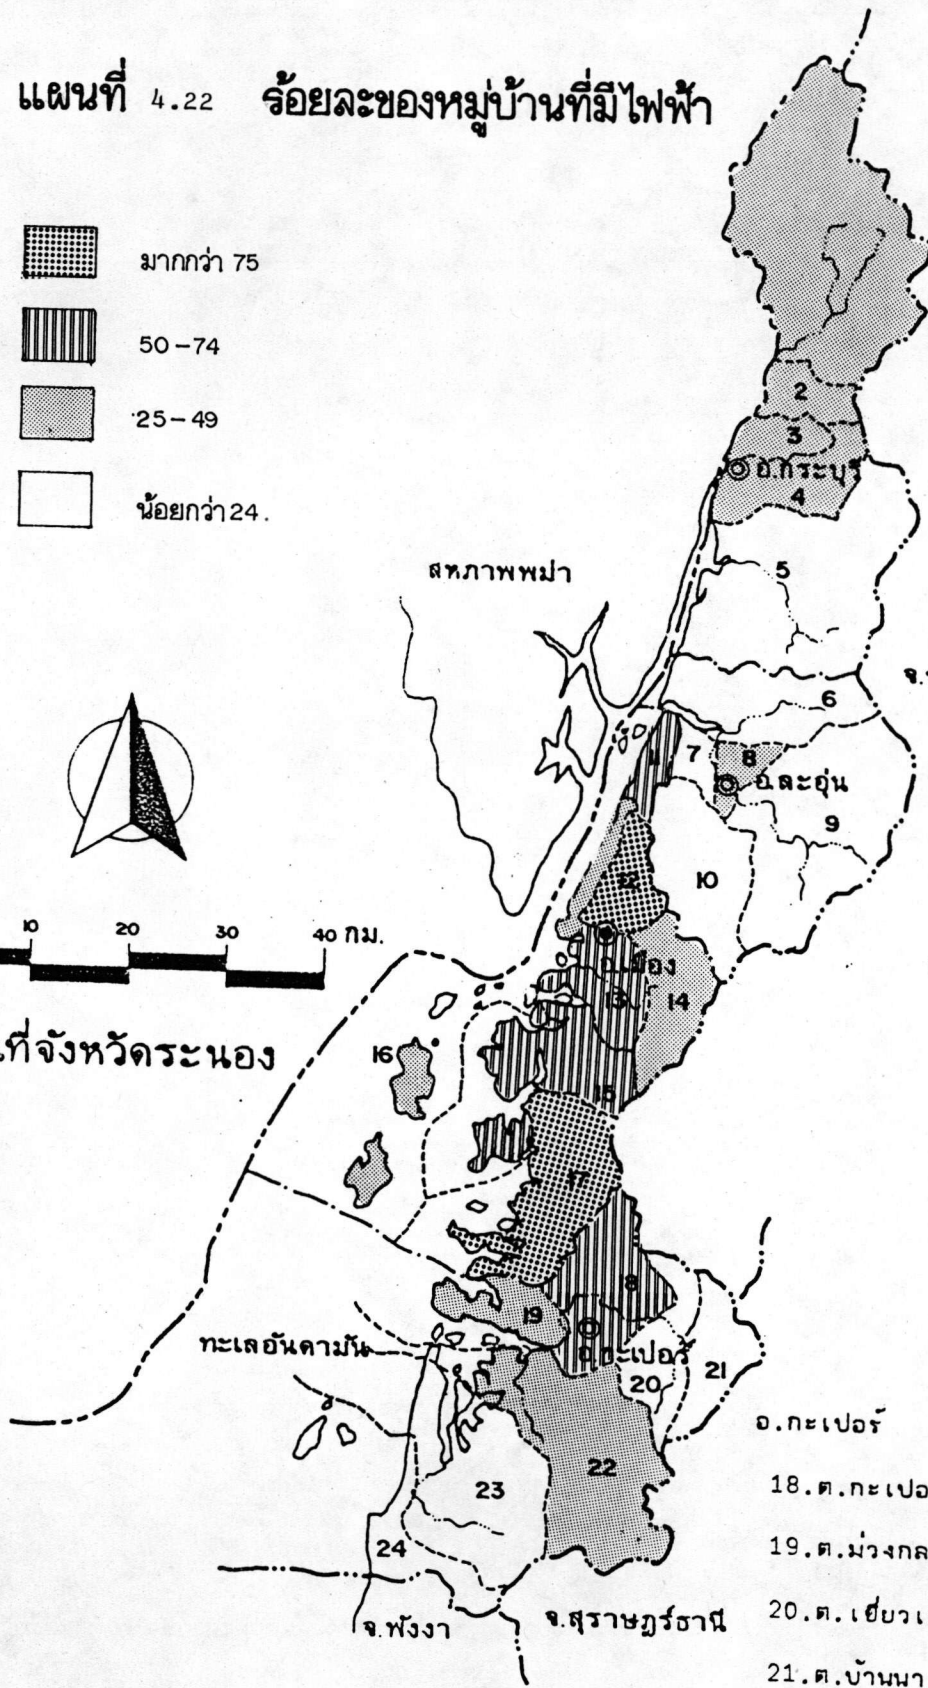 แผนที่ 4.22 ร้อยละของหมู่บ้านที่มีไฟฟ้า
มากกว่า 75
50-74
25-49
น้อยกว่า 24.
2
3
อ.กระบุรี
4
สหภาพพม่า
5
6
จ.
7
8
อ.ละอุ่น
9
12
10
10 20 30 40 กม.
อ.เมือง
13
14
ที่จังหวัดระนอง
16
15
17
18
19
ทะเลอันดามัน
อ.กะเปอร์
20
21
อ.กะเปอร์
22
23
18.ต.กะเปอ
19.ต.ม่วงกล
24
20.ต.เชี่ยวเ
จ.พังงา
จ.สุราษฎร์ธานี
21.ต.บ้านนา